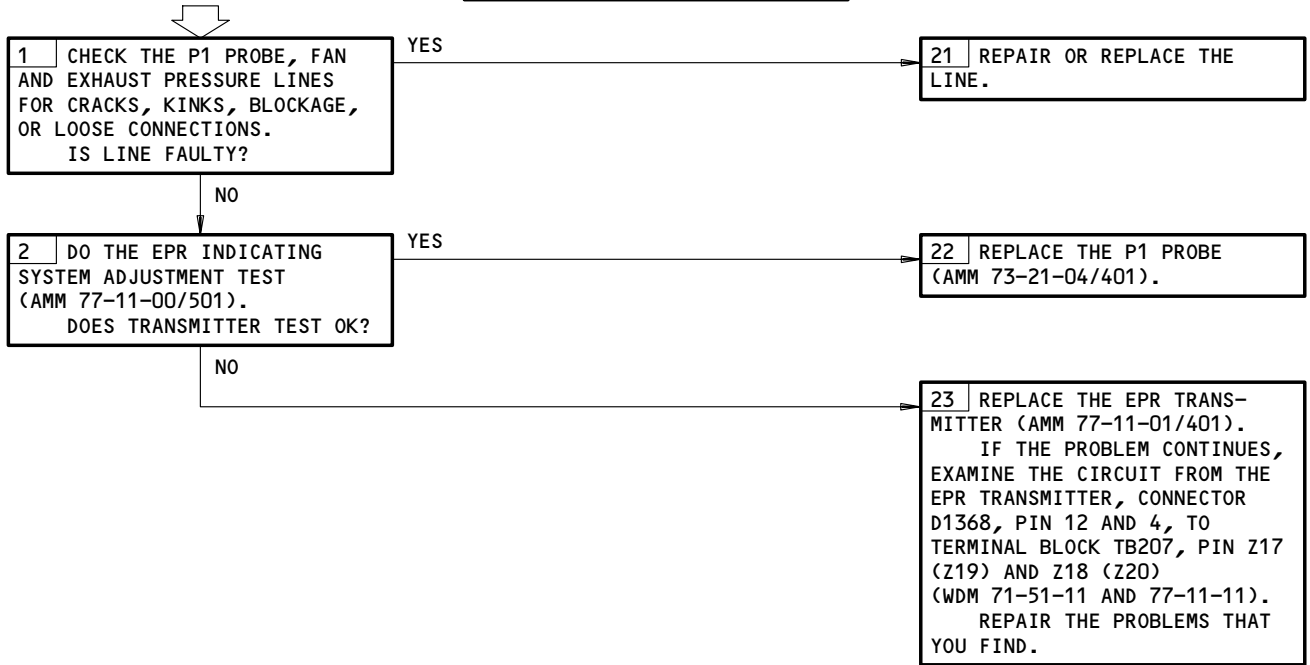 1 CHECK THE P1 PROBE, FAN
AND EXHAUST PRESSURE LINES
FOR CRACKS, KINKS, BLOCKAGE,
OR LOOSE CONNECTIONS.
IS LINE FAULTY?
YES
21 REPAIR OR REPLACE THE
LINE.
NO
2 DO THE EPR INDICATING
SYSTEM ADJUSTMENT TEST
(AMM 77-11-00/501).
DOES TRANSMITTER TEST OK?
YES
22 REPLACE THE P1 PROBE
(AMM 73-21-04/401).
NO
23 REPLACE THE EPR TRANS-
MITTER (AMM 77-11-01/401).
IF THE PROBLEM CONTINUES,
EXAMINE THE CIRCUIT FROM THE
EPR TRANSMITTER, CONNECTOR
D1368, PIN 12 AND 4, TO
TERMINAL BLOCK TB207, PIN Z17
(Z19) AND Z18 (Z20)
(WDM 71-51-11 AND 77-11-11).
REPAIR THE PROBLEMS THAT
YOU FIND.